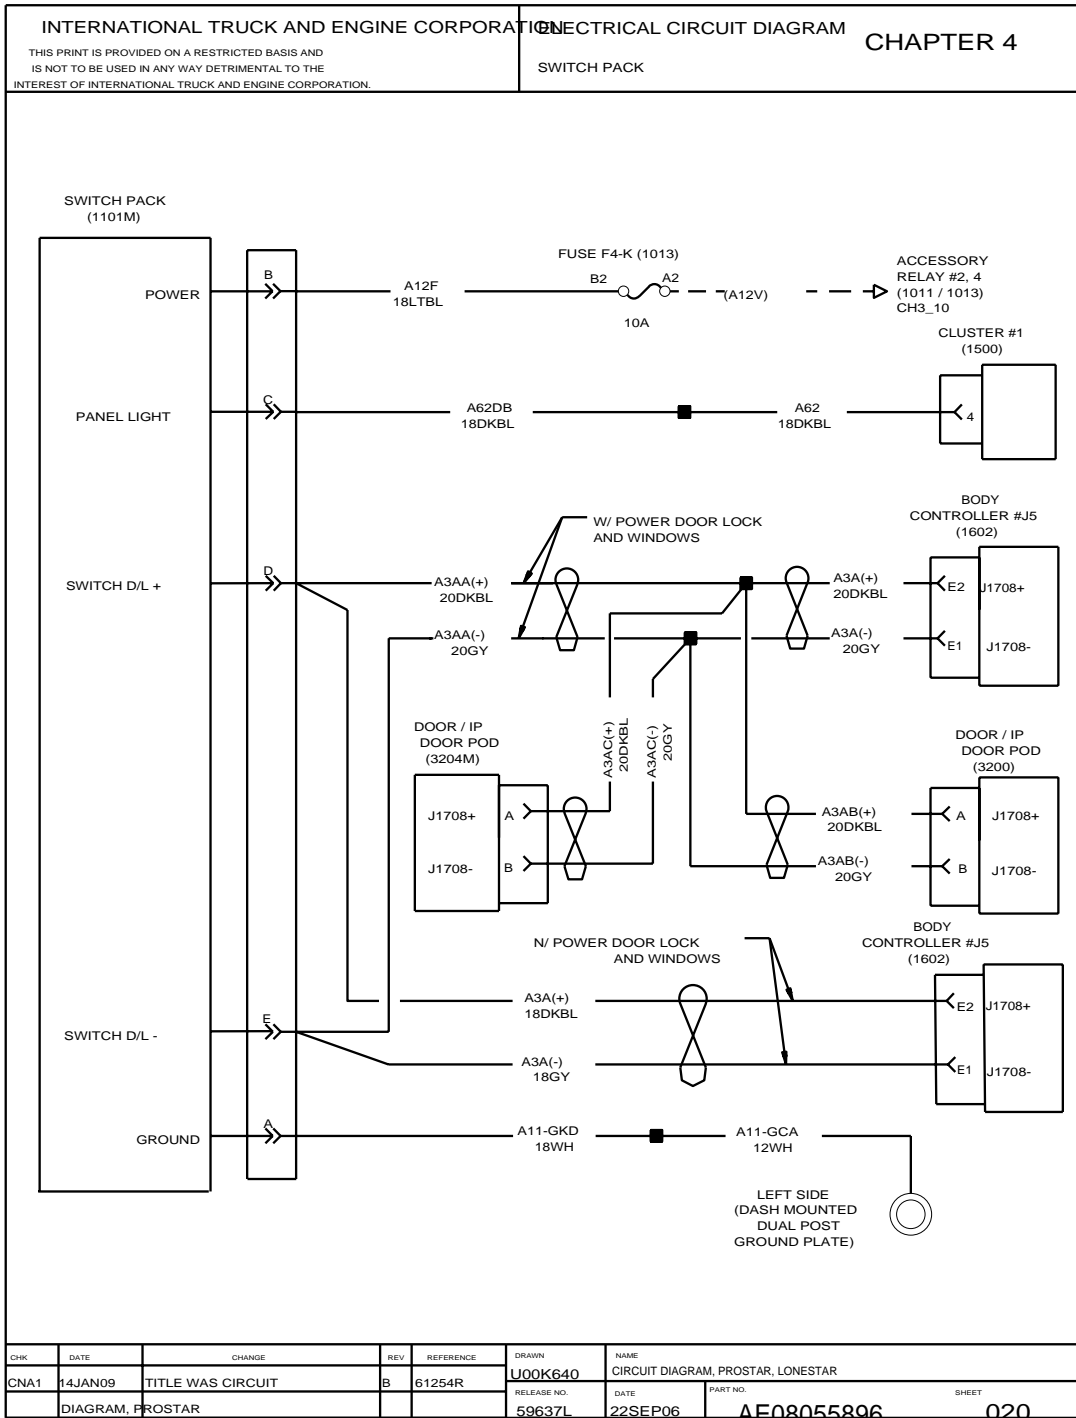 INTERNATIONAL TRUCK AND ENGINE CORPORATION
THIS PRINT IS PROVIDED ON A RESTRICTED BASIS AND
IS NOT TO BE USED IN ANY WAY DETRIMENTAL TO THE
INTEREST OF INTERNATIONAL TRUCK AND ENGINE CORPORATION.
ELECTRICAL CIRCUIT DIAGRAM
SWITCH PACK
CHAPTER 4
SWITCH PACK
(1101M)
POWER
B
A12F
18LTBL
FUSE F4-K (1013)
B2
A2
10A
(A12V)
ACCESSORY
RELAY #2, 4
(1011 / 1013)
CH3_10
CLUSTER #1
(1500)
4
PANEL LIGHT
C
A62DB
18DKBL
A62
18DKBL
W/ POWER DOOR LOCK
AND WINDOWS
BODY
CONTROLLER #J5
(1602)
SWITCH D/L +
D
A3AA(+)
20DKBL
A3A(+)
20DKBL
E2
J1708+
A3AA(-)
20GY
A3A(-)
20GY
E1
J1708-
A3AC(+)
20DKBL
A3AC(-)
20GY
DOOR / IP
DOOR POD
(3204M)
J1708+
A
J1708-
B
DOOR / IP
DOOR POD
(3200)
A3AB(+)
20DKBL
A
J1708+
A3AB(-)
20GY
B
J1708-
N/ POWER DOOR LOCK
AND WINDOWS
BODY
CONTROLLER #J5
(1602)
A3A(+)
18DKBL
E2
J1708+
SWITCH D/L -
E
A3A(-)
18GY
E1
J1708-
GROUND
A
A11-GKD
18WH
A11-GCA
12WH
LEFT SIDE
(DASH MOUNTED
DUAL POST
GROUND PLATE)
CHK DATE CHANGE REV REFERENCE
CNA1 14JAN09 TITLE WAS CIRCUIT B 61254R
DIAGRAM, PROSTAR
DRAWN
U00K640
NAME
CIRCUIT DIAGRAM, PROSTAR, LONESTAR
RELEASE NO.
59637L
DATE
22SEP06
PART NO.
AE08055896
SHEET
020